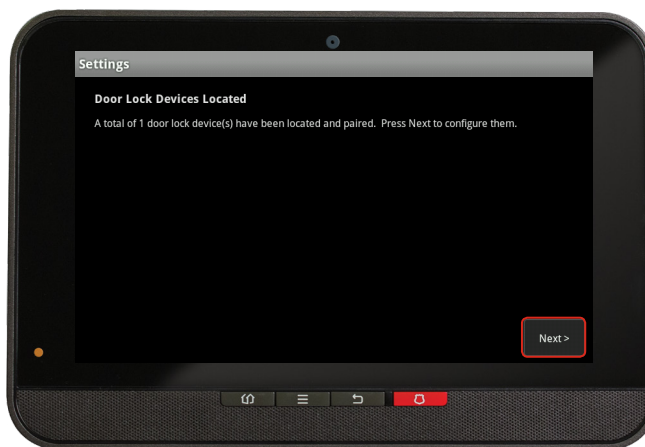 Settings
Door Lock Devices Located
A total of 1 door lock device(s) have been located and paired. Press Next to configure them.
Next >